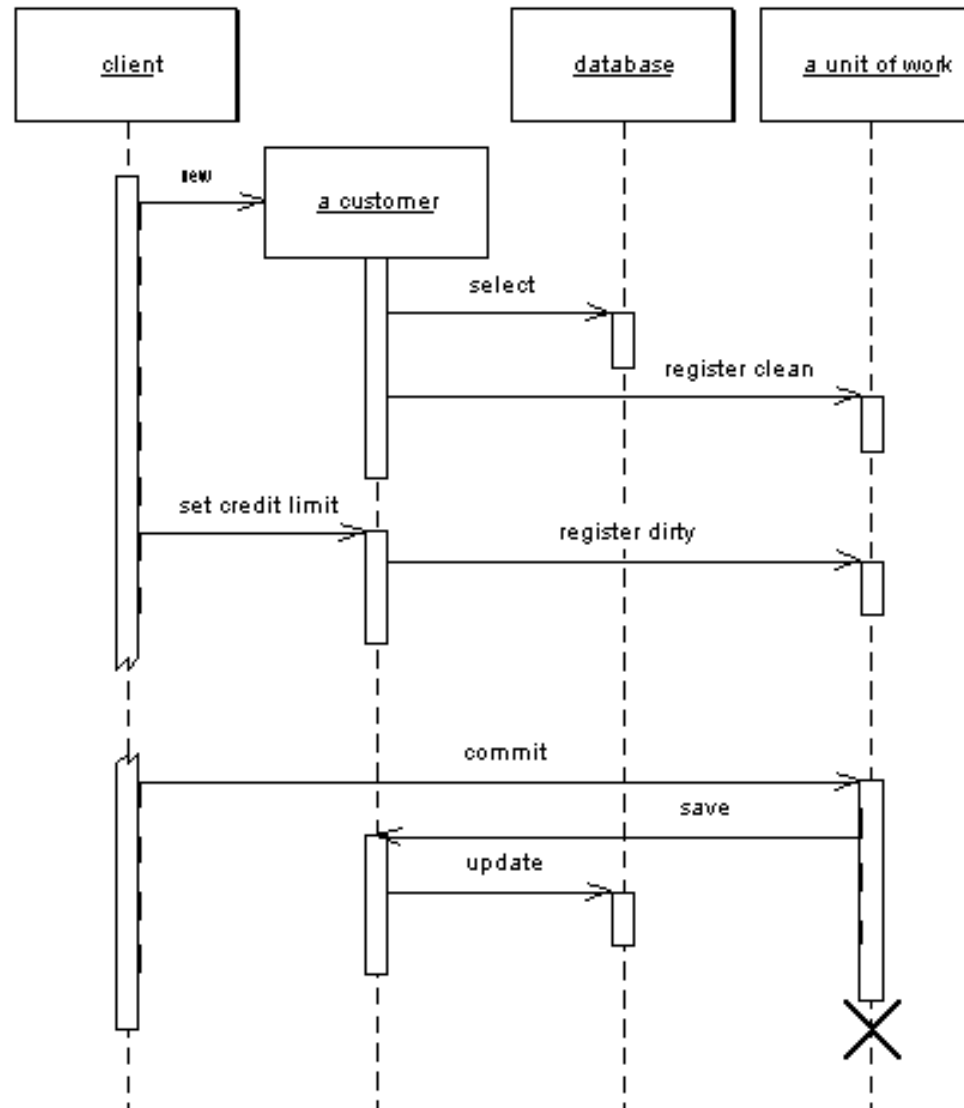 client
database
a unit of work
new
a customer
select
register clean
set credit limit
register dirty
commit
save
update